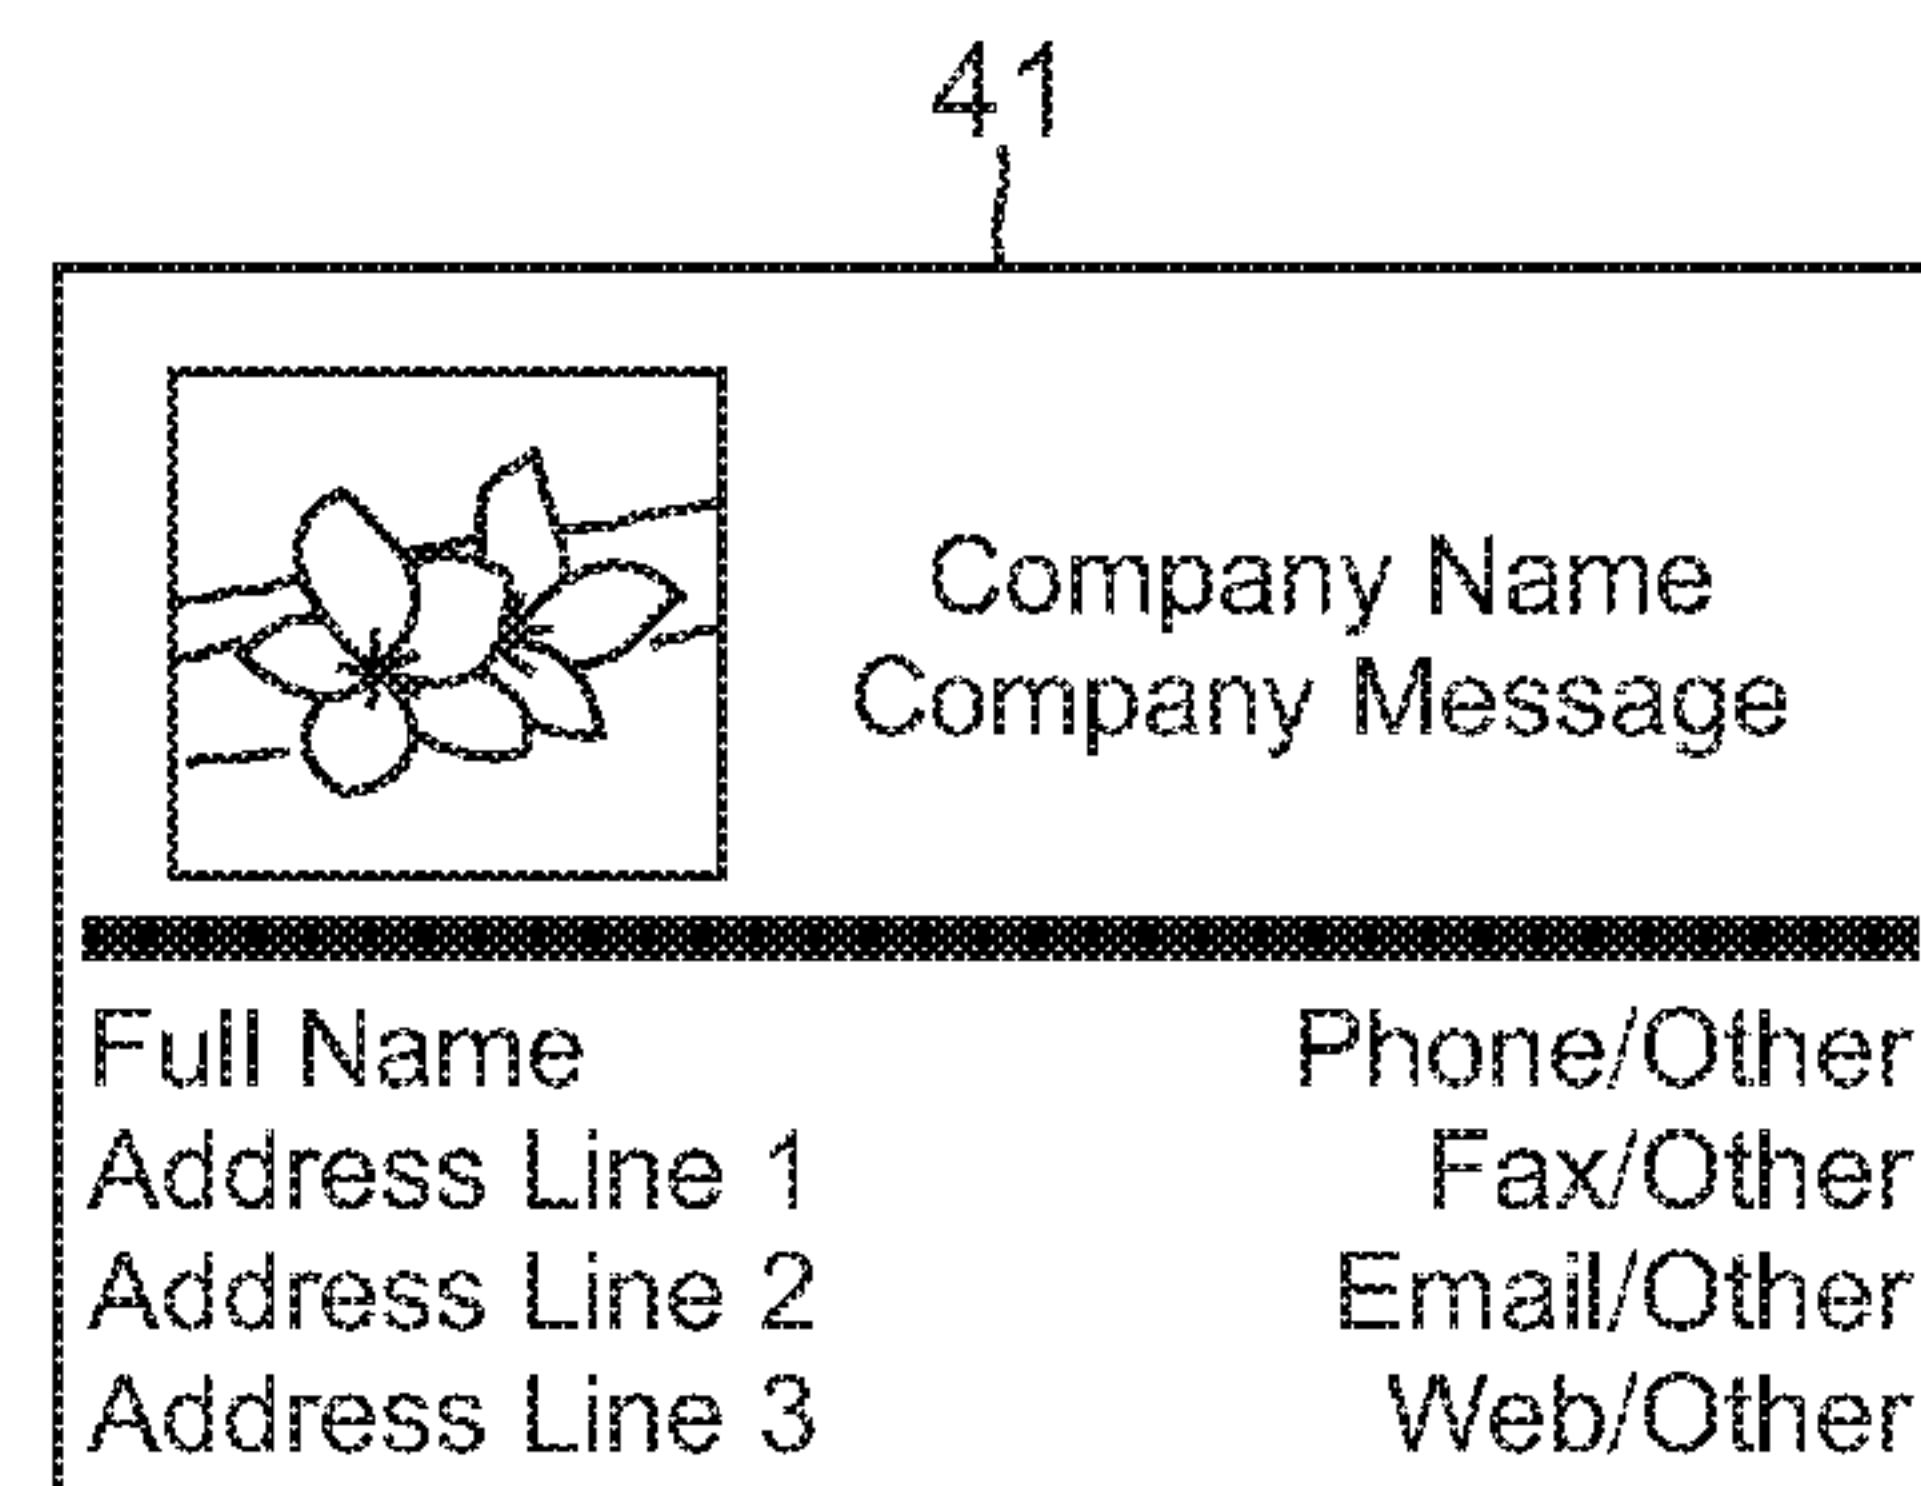 41
Company Name
Company Message
Full Name Phone/Other
Address Line 1 Fax/Other
Address Line 2 Email/Other
Address Line 3 Web/Other